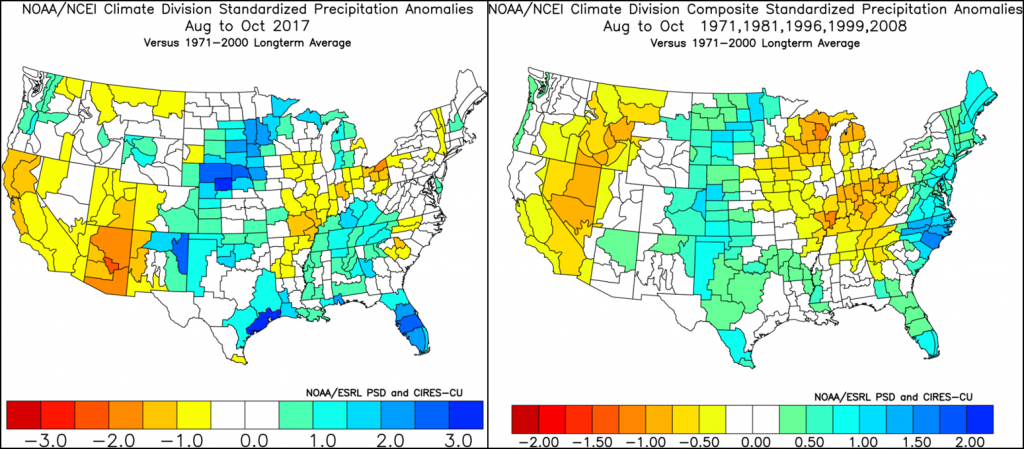 NOAA/NCEI Climate Division Standardized Precipitation Anomalies
Aug to Oct 2017
Versus 1971-2000 Longterm Average
NOAA/ESRL PSD and CIRES-CU
-3.0 -2.0 -1.0 0.0 1.0 2.0 3.0
NOAA/NCEI Climate Division Composite Standardized Precipitation Anomalies
Aug to Oct 1971,1981,1996,1999,2008
Versus 1971-2000 Longterm Average
NOAA/ESRL PSD and CIRES-CU
-2.00 -1.50 -1.00 -0.50 0.00 0.50 1.00 1.50 2.00